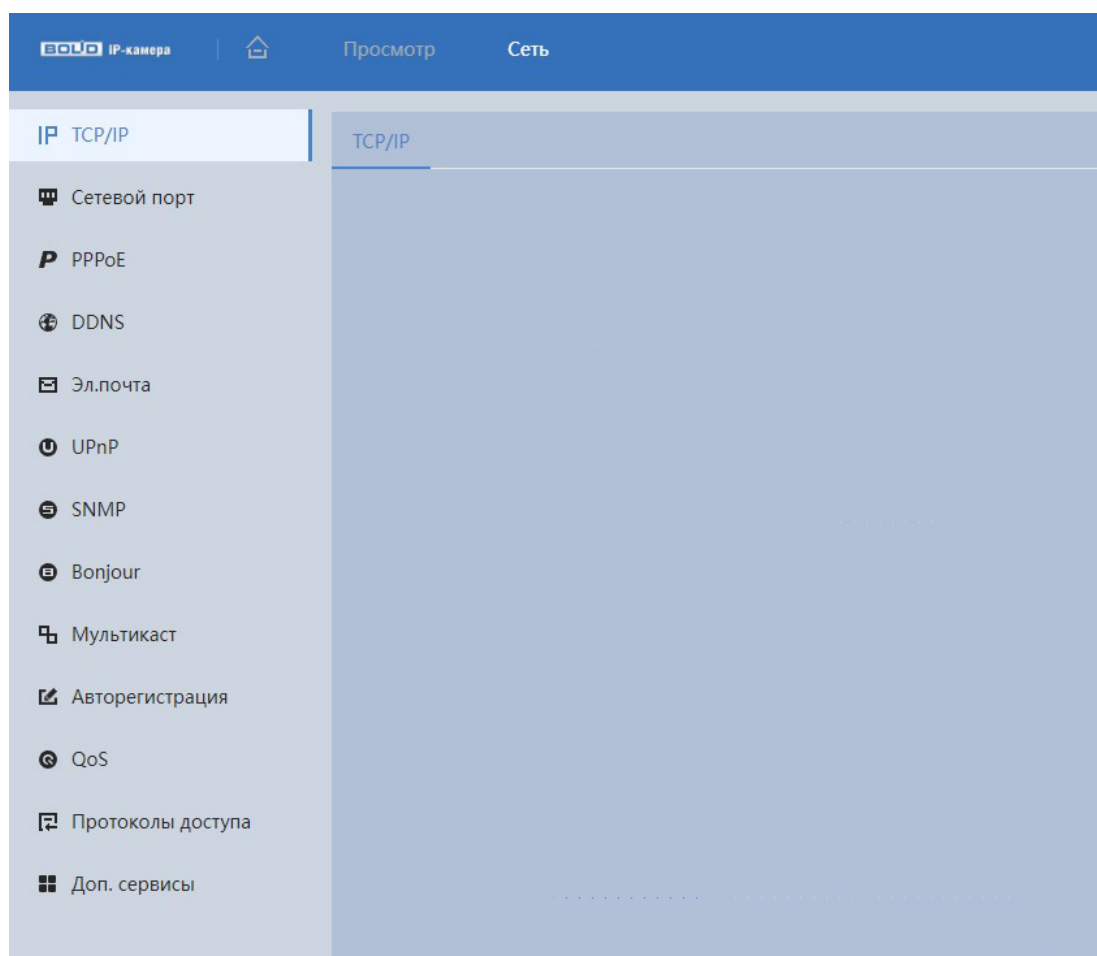 BOLID IP-камера Просмотр Сеть
TCP/IP
TCP/IP
Сетевой порт
PPPoE
DDNS
Эл.почта
UPnP
SNMP
Bonjour
Мультикаст
Авторегистрация
QoS
Протоколы доступа
Доп. сервисы